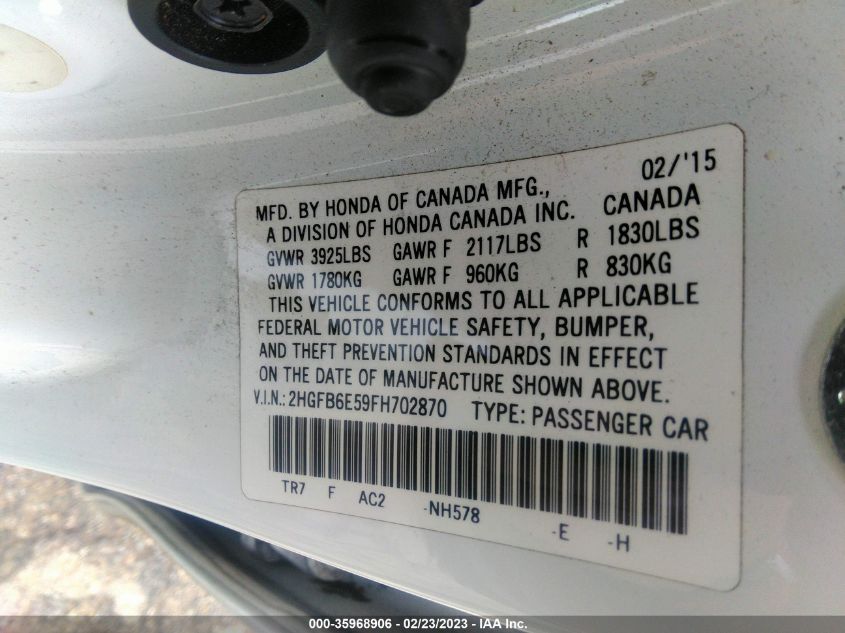 02/'15
MFD. BY HONDA OF CANADA MFG.,
A DIVISION OF HONDA CANADA INC. CANADA
GVWR 3925LBS GAWR F 2117LBS R 1830LBS
GVWR 1780KG GAWR F 960KG R 830KG
THIS VEHICLE CONFORMS TO ALL APPLICABLE
FEDERAL MOTOR VEHICLE SAFETY, BUMPER,
AND THEFT PREVENTION STANDARDS IN EFFECT
ON THE DATE OF MANUFACTURE SHOWN ABOVE.
V.I.N.: 2HGFB6E59FH702870 TYPE: PASSENGER CAR
TR7 F AC2 -NH578 -E -H
000-35968906 - 02/23/2023 - IAA Inc.